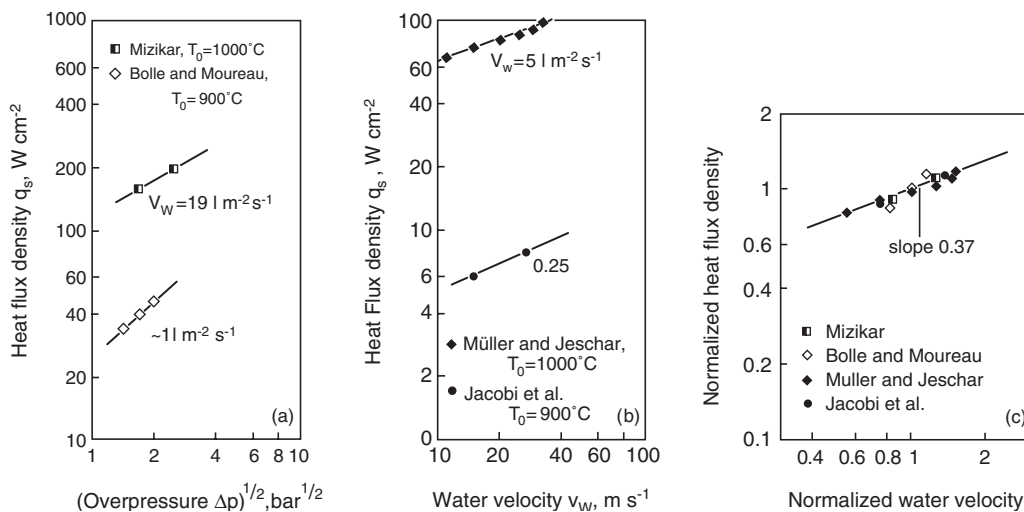 1000
600
400
200
100
60
40
20
10
Heat flux density qs, W cm-2
Mizikar, T0=1000°C
Bolle and Moureau,
T0=900°C
VW=19 l m-2s-1
~1l m-2 s-1
(a)
1
2
4
6
8
10
(Overpressure Δp)1/2,bar1/2
100
60
40
20
10
6
4
2
0
Heat Flux density qs, W cm-2
Vw=5 l m-2s-1
0.25
Müller and Jeschar,
T0=1000°C
Jacobi et al.
T0=900°C
(b)
10
20
40
60
100
Water velocity vW, m s-1
2
1
0.6
0.4
0.2
0.1
Normalized heat flux density
slope 0.37
Mizikar
Bolle and Moureau
Muller and Jeschar
Jacobi et al.
(c)
0.4
0.6
0.8
1
2
Normalized water velocity